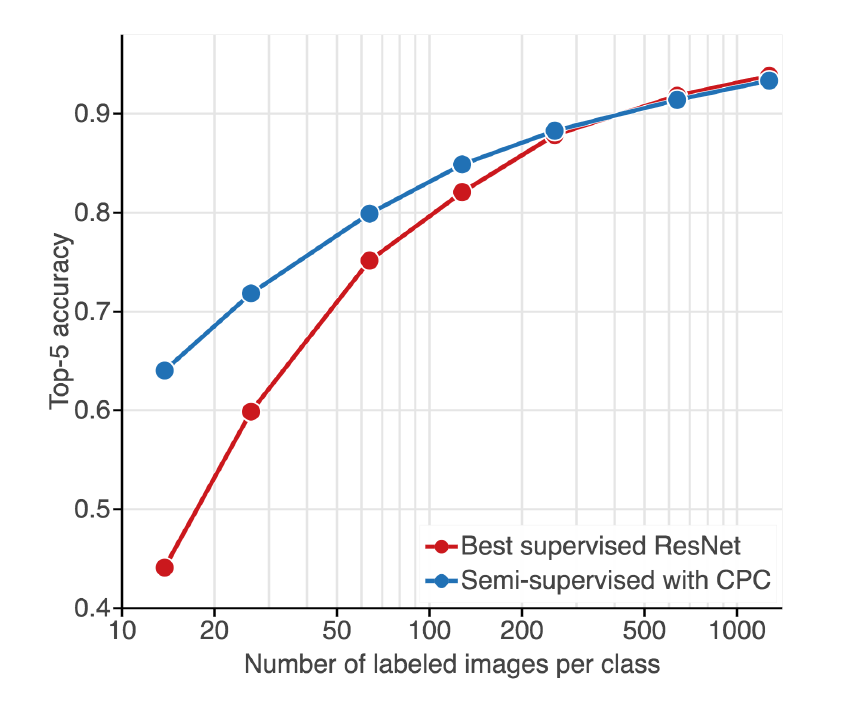 0.9
0.8
0.7
0.6
0.5
0.4
Top-5 accuracy
Best supervised ResNet
Semi-supervised with CPC
10 20 50 100 200 500 1000
Number of labeled images per class